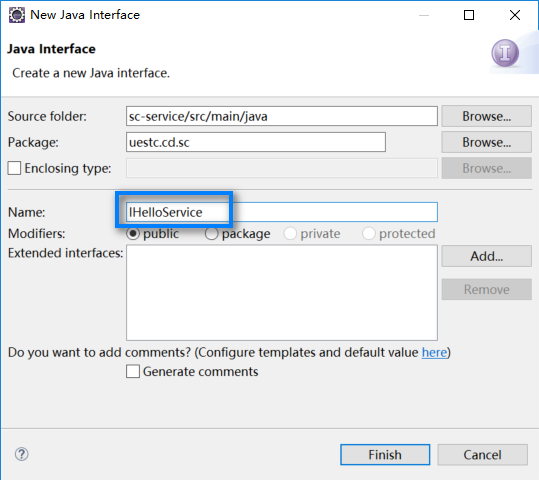 New Java Interface
Java Interface
Create a new Java interface.
I
Source folder: sc-service/src/main/java Browse...
Package: uestc.cd.sc Browse...
Enclosing type: Browse...
Name: IHelloService
Modifiers: public package private protected
Extended interfaces: Add...
Remove
Do you want to add comments? (Configure templates and default value here)
Generate comments
? Finish Cancel